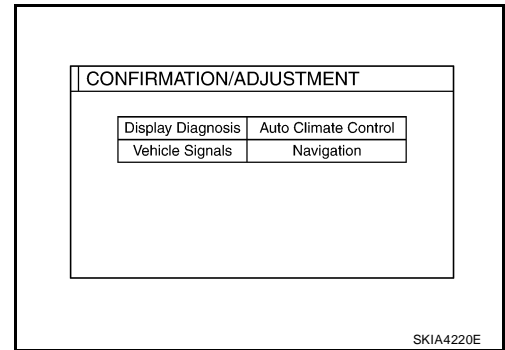 CONFIRMATION/ADJUSTMENT
Display Diagnosis Auto Climate Control
Vehicle Signals Navigation
SKIA4220E